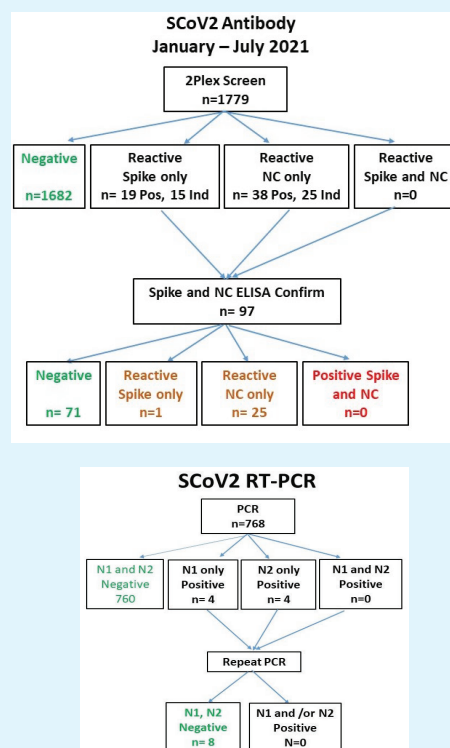 SCoV2 Antibody
January – July 2021
2Plex Screen
n=1779
Negative
n=1682
Reactive
Spike only
n= 19 Pos, 15 Ind
Reactive
NC only
n= 38 Pos, 25 Ind
Reactive
Spike and NC
n=0
Spike and NC ELISA Confirm
n= 97
Negative
n= 71
Reactive
Spike only
n=1
Reactive
NC only
n= 25
Positive Spike
and NC
n=0
SCoV2 RT-PCR
PCR
n=768
N1 and N2
Negative
760
N1 only
Positive
n= 4
N2 only
Positive
n= 4
N1 and N2
Positive
n=0
Repeat PCR
N1, N2
Negative
n= 8
N1 and /or N2
Positive
N=0